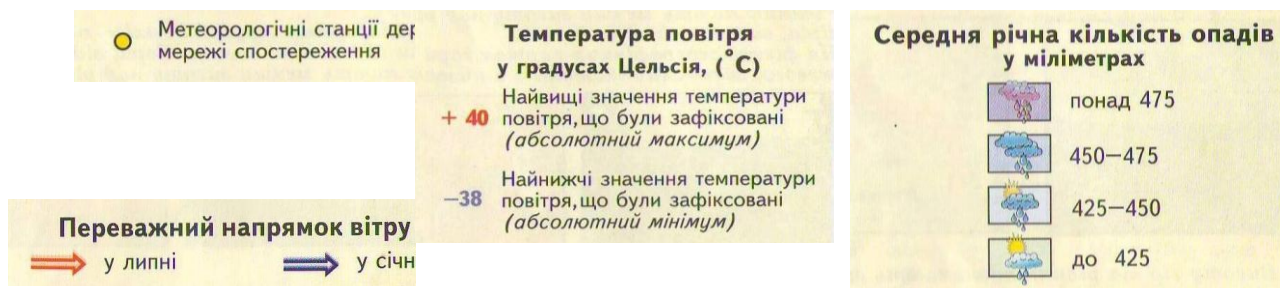 Метеорологічні станції дер
мережі спостереження
Переважний напрямок вітру
у липні
у січн
Температура повітря
у градусах Цельсія, (°С)
+ 40
Найвищі значення температури
повітря, що були зафіксовані
(абсолютний максимум)
−38
Найнижчі значення температури
повітря, що були зафіксовані
(абсолютний мінімум)
Середня річна кількість опадів
у міліметрах
понад 475
450−475
425−450
до 425